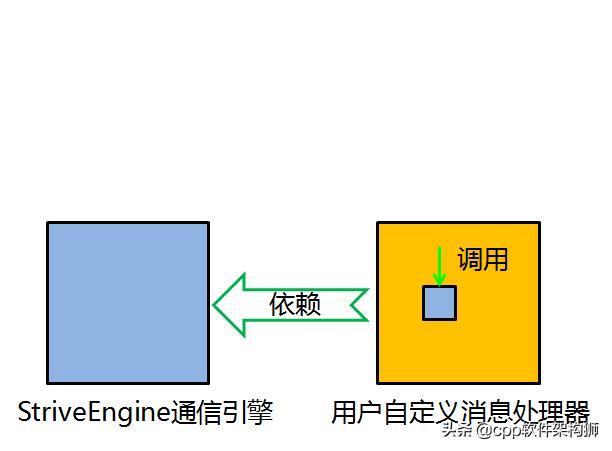 调用
依赖
StriveEngine通信引擎
用户自定义消息处理器
头条 @cpp软件架构狮